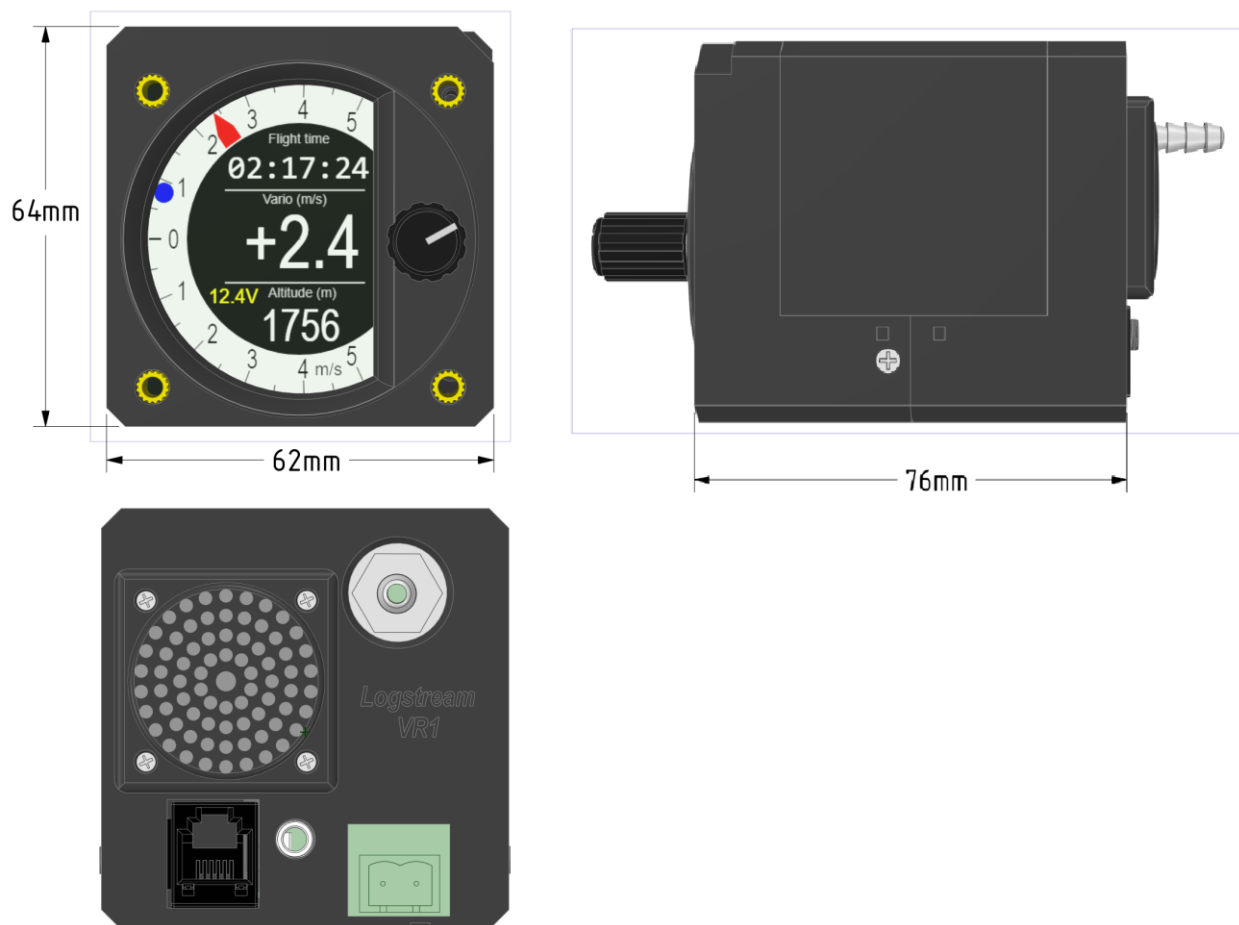 64mm
62mm
5
4
3
2
1
0
1
2
3
4 m/s
5
Flight time
02:17:24
Vario (m/s)
+2.4
12.4V
Altitude (m)
1756
76mm
Logstream
VR1